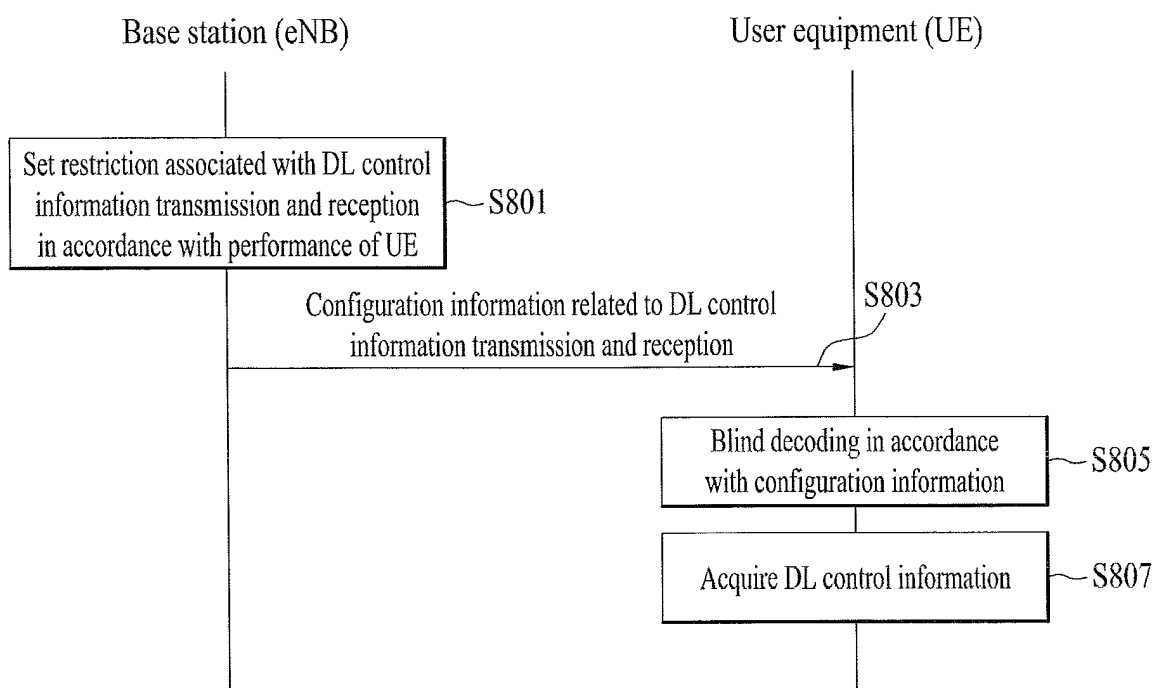 Base station (eNB)
User equipment (UE)
Set restriction associated with DL control
information transmission and reception
in accordance with performance of UE
S801
Configuration information related to DL control
information transmission and reception
S803
Blind decoding in accordance
with configuration information
S805
Acquire DL control information
S807